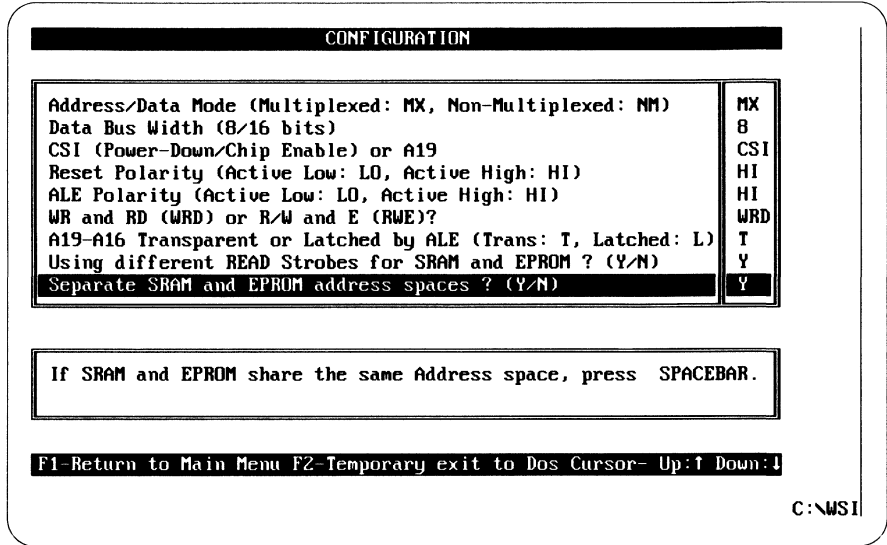 CONFIGURATION
Address/Data Mode (Multiplexed: MX, Non-Multiplexed: NM) MX
Data Bus Width (8/16 bits) 8
CSI (Power-Down/Chip Enable) or A19 CSI
Reset Polarity (Active Low: LO, Active High: HI) HI
ALE Polarity (Active Low: LO, Active High: HI) HI
WR and RD (WRD) or R/W and E (RWE)? WRD
A19-A16 Transparent or Latched by ALE (Trans: T, Latched: L) T
Using different READ Strobes for SRAM and EPROM ? (Y/N) Y
Separate SRAM and EPROM address spaces ? (Y/N) Y
If SRAM and EPROM share the same Address space, press SPACEBAR.
F1-Return to Main Menu F2-Temporary exit to Dos Cursor- Up:↑ Down:↓
C:\WSI